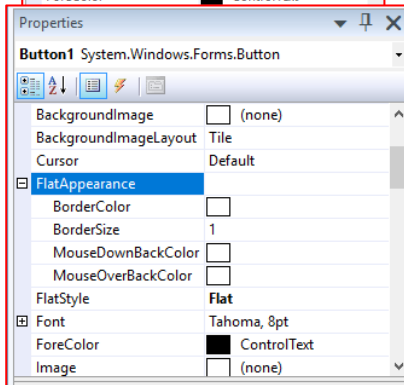 Properties
Button1 System.Windows.Forms.Button
BackgroundImage (none)
BackgroundImageLayout Tile
Cursor Default
FlatAppearance
BorderColor
BorderSize 1
MouseDownBackColor
MouseOverBackColor
FlatStyle Flat
Font Tahoma, 8pt
ForeColor ControlText
Image (none)